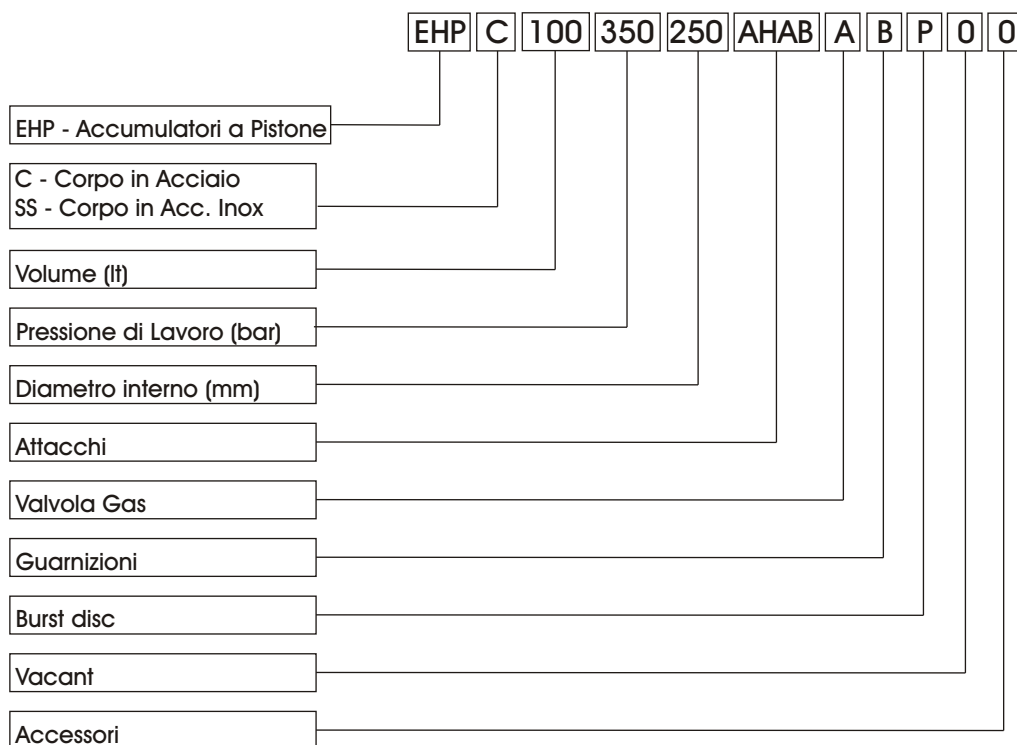 EHP C 100 350 250 AHAB A B P 0 0
EHP - Accumulatori a Pistone
C - Corpo in Acciaio
SS - Corpo in Acc. Inox
Volume (lt)
Pressione di Lavoro (bar)
Diametro interno (mm)
Attacchi
Valvola Gas
Guarnizioni
Burst disc
Vacant
Accessori